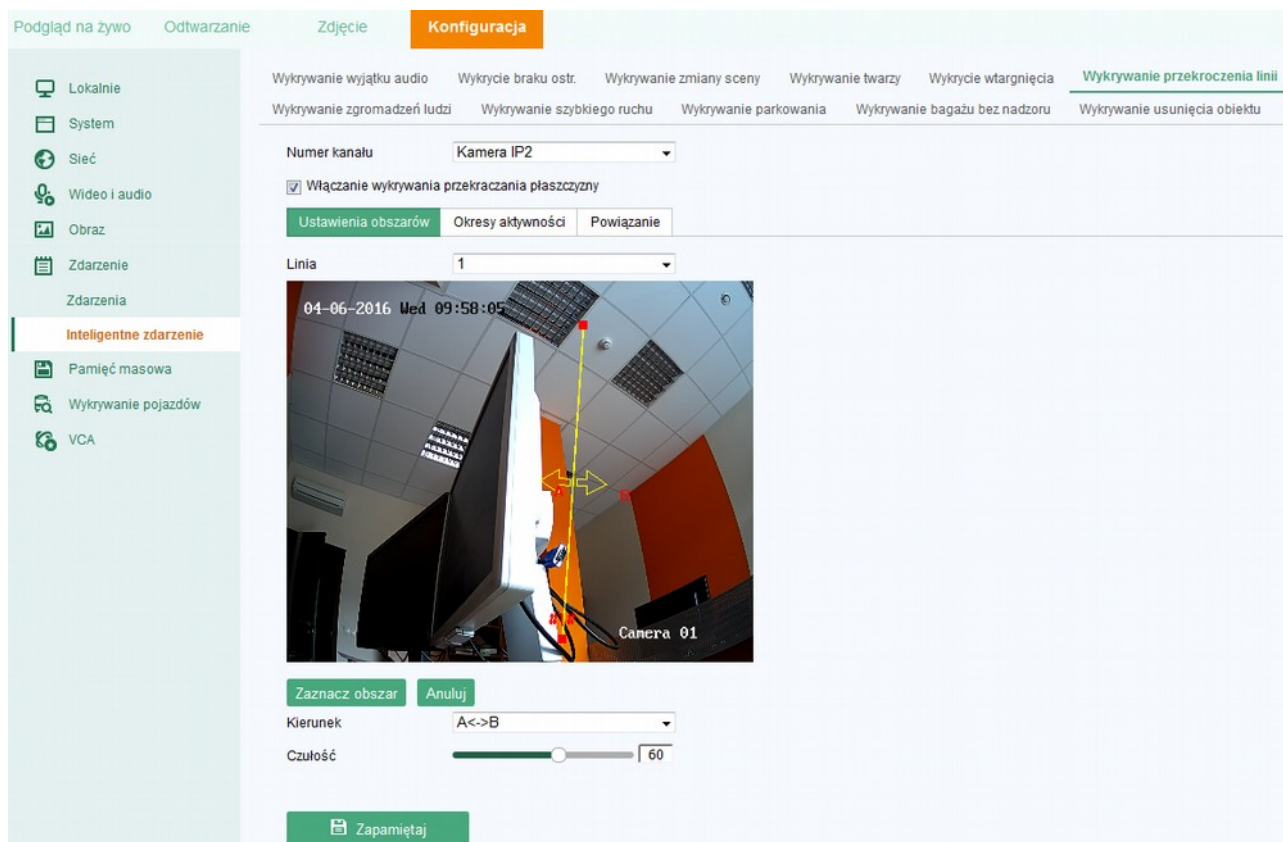 Podgląd na żywo Odtwarzanie Zdjęcie Konfiguracja
Lokalnie
System
Sieć
Wideo i audio
Obraz
Zdarzenie
Zdarzenia
Inteligentne zdarzenie
Pamięć masowa
Wykrywanie pojazdów
VCA
Wykrywanie wyjątku audio Wykrycie braku ostr. Wykrywanie zmiany sceny Wykrywanie twarzy Wykrycie wtargnięcia Wykrywanie przekroczenia linii
Wykrywanie zgromadzeń ludzi Wykrywanie szybkiego ruchu Wykrywanie parkowania Wykrywanie bagażu bez nadzoru Wykrywanie usunięcia obiektu
Numer kanału Kamera IP2
Włączanie wykrywania przekraczania płaszczyzny
Ustawienia obszarów Okresy aktywności Powiązanie
Linia 1
04-06-2016 Wed 09:58:05
A B
# #
Camera 01
Zaznacz obszar Anuluj
Kierunek A<->B
Czułość 60
Zapamiętaj